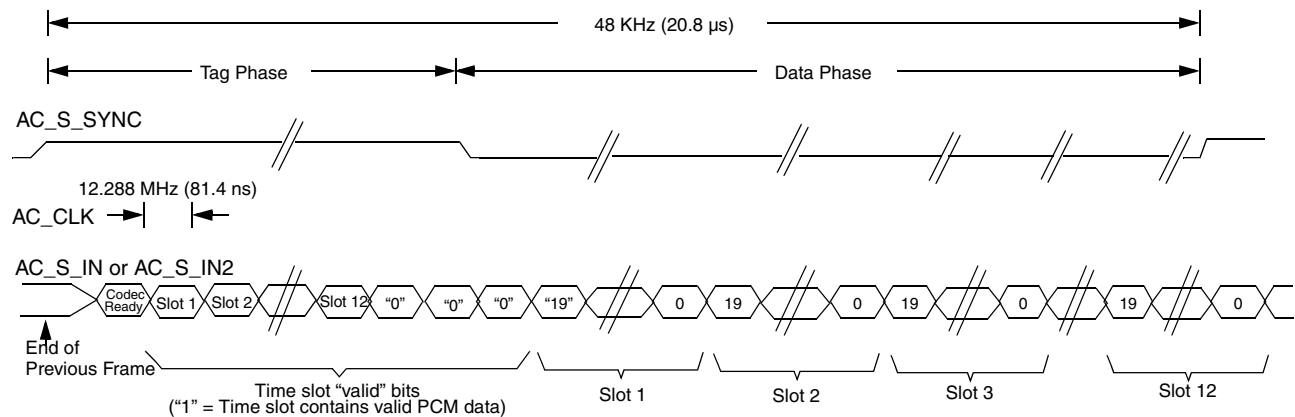 48 KHz (20.8 µs)
Tag Phase
Data Phase
AC_S_SYNC
12.288 MHz (81.4 ns)
AC_CLK
AC_S_IN or AC_S_IN2
Codec Ready Slot 1 Slot 2 Slot 12 “0” “0” “0” “19” 0 19 0 19 0 19 0
End of
Previous Frame
Time slot “valid” bits
(“1” = Time slot contains valid PCM data)
Slot 1
Slot 2
Slot 3
Slot 12